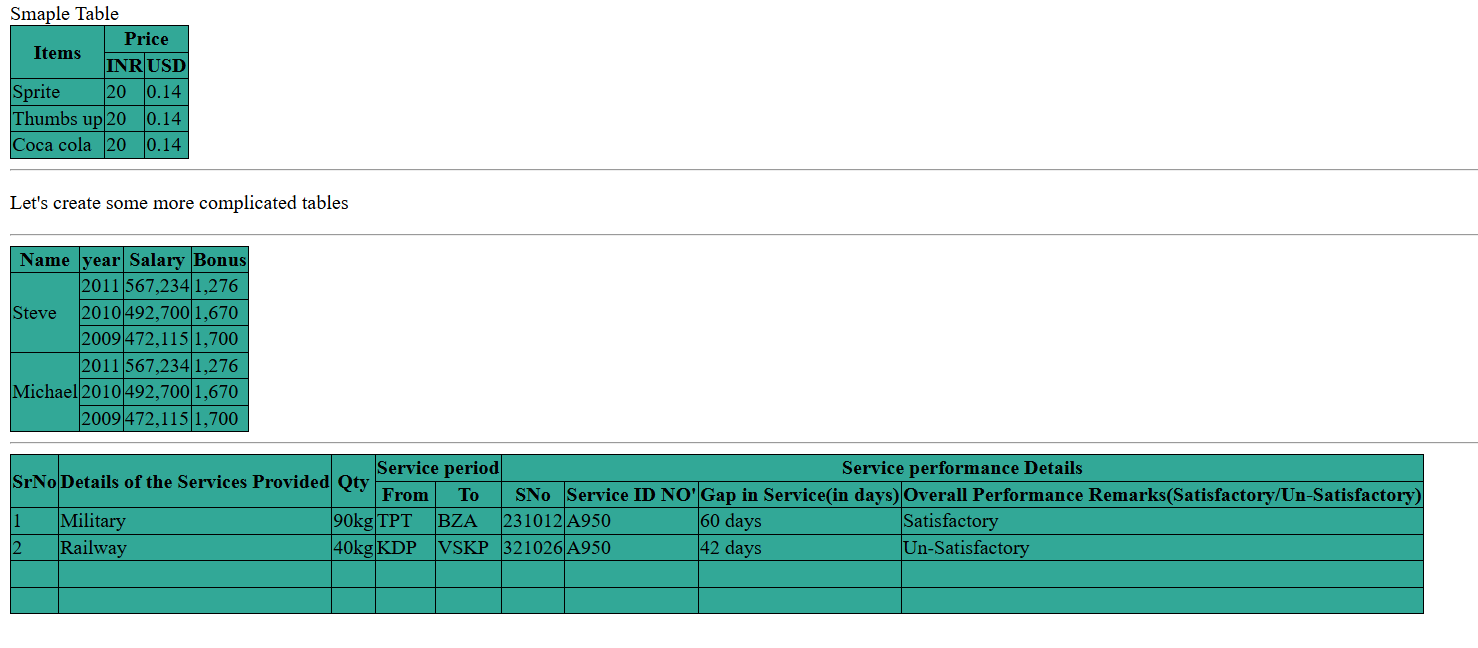 Smaple Table
Items Price
INR USD
Sprite 20 0.14
Thumbs up 20 0.14
Coca cola 20 0.14
Let's create some more complicated tables
Name year Salary Bonus
Steve 2011 567,234 1,276
2010 492,700 1,670
2009 472,115 1,700
Michael 2011 567,234 1,276
2010 492,700 1,670
2009 472,115 1,700
SrNo Details of the Services Provided Qty Service period Service performance Details
From To SNo Service ID NO' Gap in Service(in days) Overall Performance Remarks(Satisfactory/Un-Satisfactory)
1 Military 90kg TPT BZA 231012 A950 60 days Satisfactory
2 Railway 40kg KDP VSKP 321026 A950 42 days Un-Satisfactory